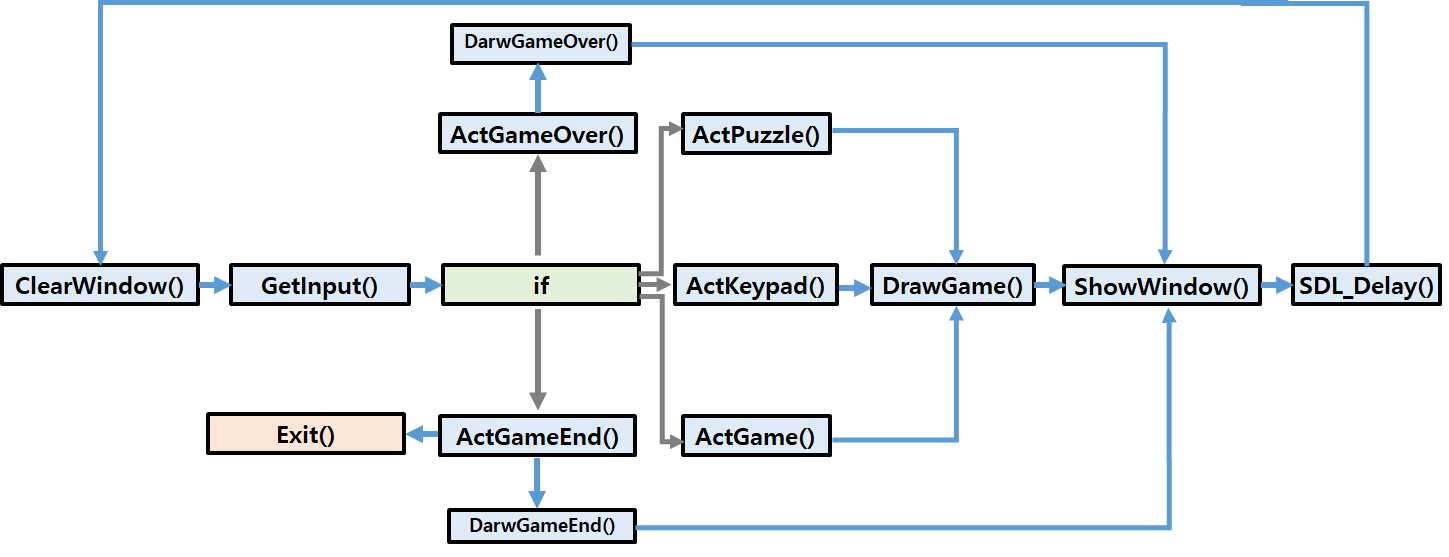 DarwGameOver()
ActGameOver()
ActPuzzle()
ClearWindow()
GetInput()
if
ActKeypad()
DrawGame()
ShowWindow()
SDL_Delay()
Exit()
ActGameEnd()
ActGame()
DarwGameEnd()